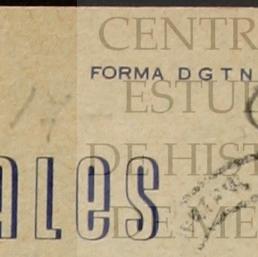 CENTR
FORMA DGTN
ESTU
DE HIST
ALES
DE ME